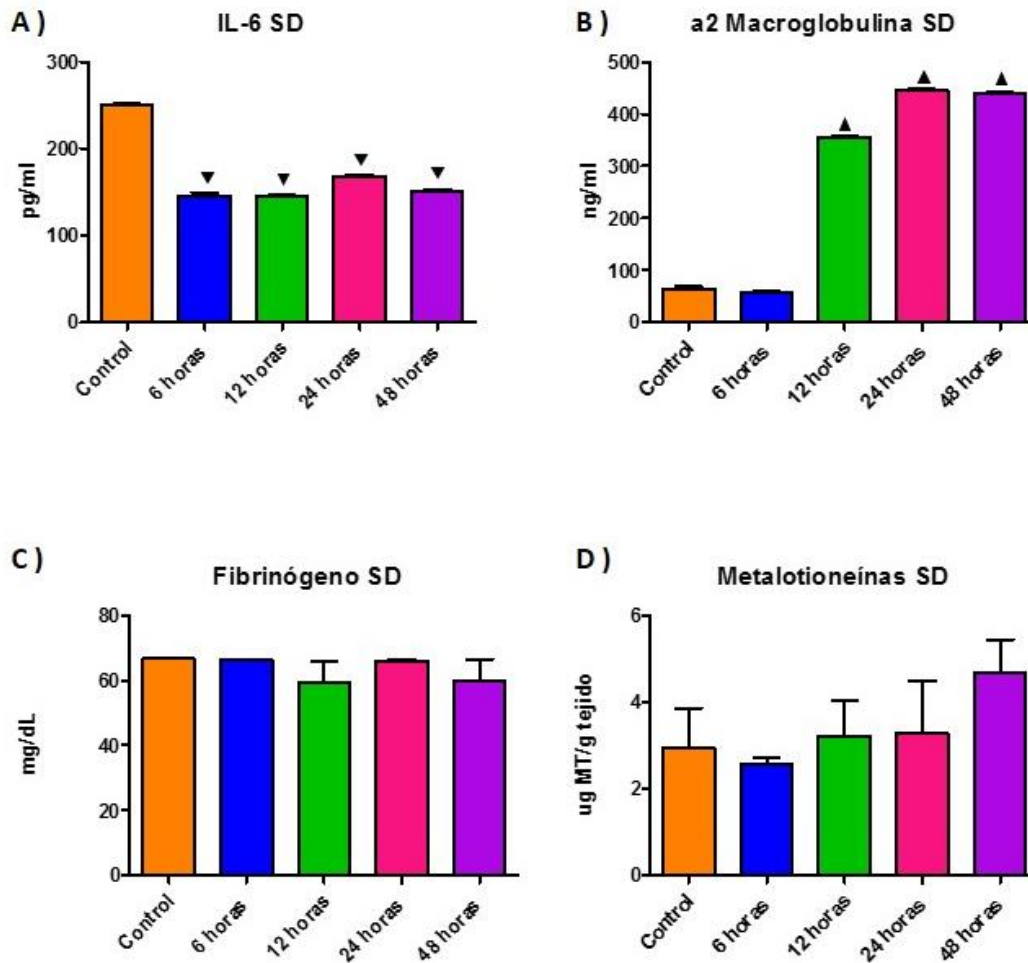 A )
IL-6 SD
pg/ml
300
200
100
0
Control
6 horas
12 horas
24 horas
48 horas
B )
a2 Macroglobulina SD
ng/ml
500
400
300
200
100
0
Control
6 horas
12 horas
24 horas
48 horas
C )
Fibrinógeno SD
mg/dL
80
60
40
20
0
Control
6 horas
12 horas
24 horas
48 horas
D )
Metalotioneínas SD
ug MT/g tejido
6
4
2
0
Control
6 horas
12 horas
24 horas
48 horas